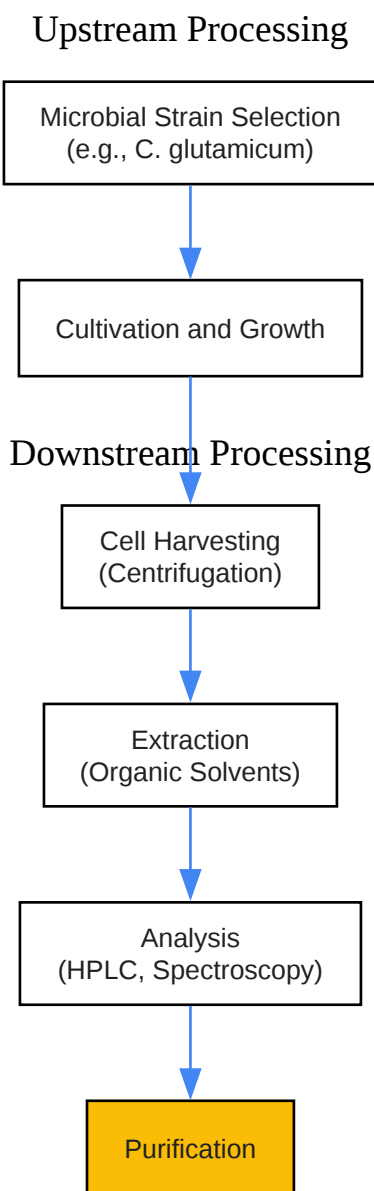 Upstream Processing
Microbial Strain Selection
(e.g., C. glutamicum)
Cultivation and Growth
Downstream Processing
Cell Harvesting
(Centrifugation)
Extraction
(Organic Solvents)
Analysis
(HPLC, Spectroscopy)
Purification